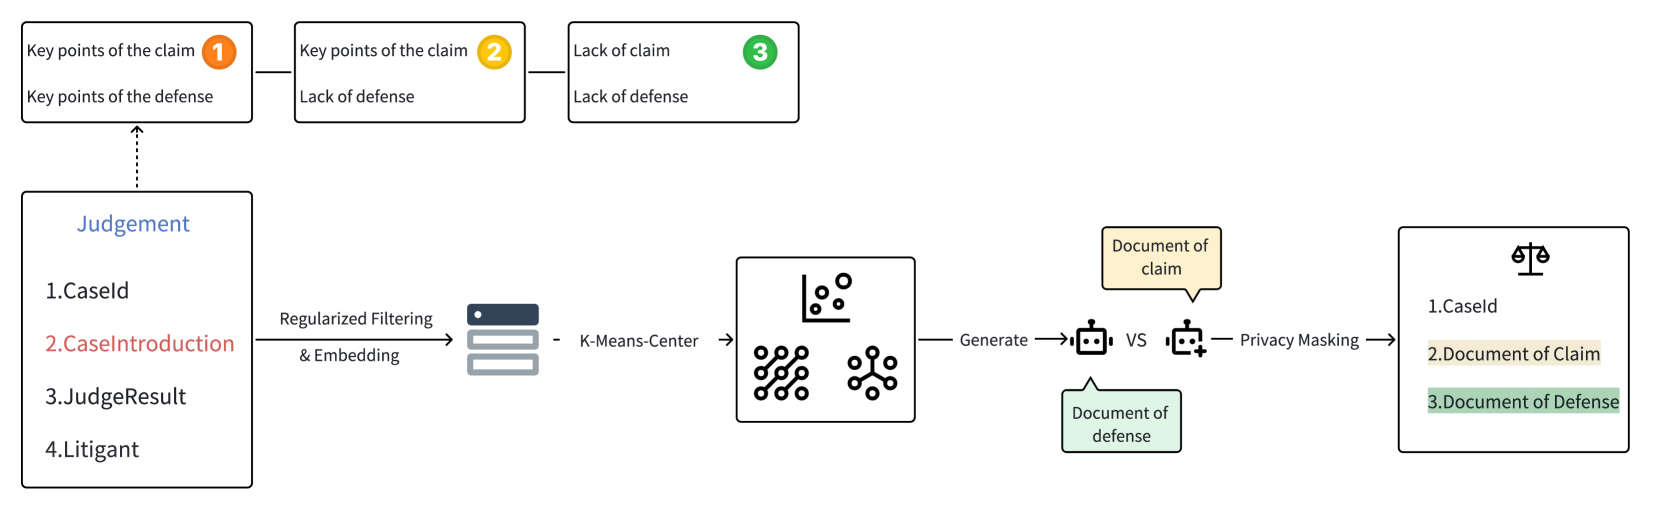 Key points of the claim
1
Key points of the defense
Key points of the claim
2
Lack of defense
Lack of claim
3
Lack of defense
Judgement
1.CaseId
2.CaseIntroduction
3.JudgeResult
4.Litigant
Regularized Filtering
& Embedding
K-Means-Center
Generate
Document of
claim
VS
Document of
defense
Privacy Masking
1.CaseId
2.Document of Claim
3.Document of Defense